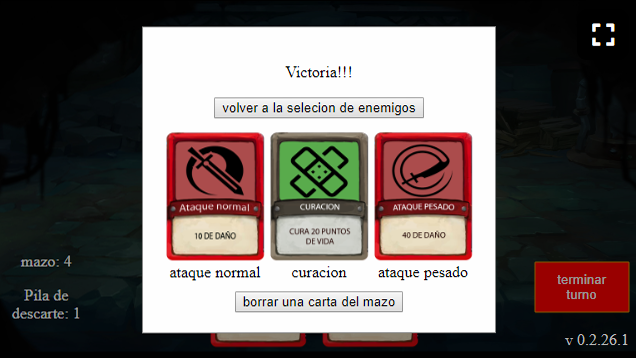 Victoria!!!
volver a la selecion de enemigos
Ataque normal
10 DE DAÑO
ataque normal
CURACION
CURA 20 PUNTOS
DE VIDA
curacion
ATAQUE PESADO
40 DE DAÑO
ataque pesado
borrar una carta del mazo
mazo: 4
Pila de
descarte: 1
terminar
turno
v 0.2.26.1